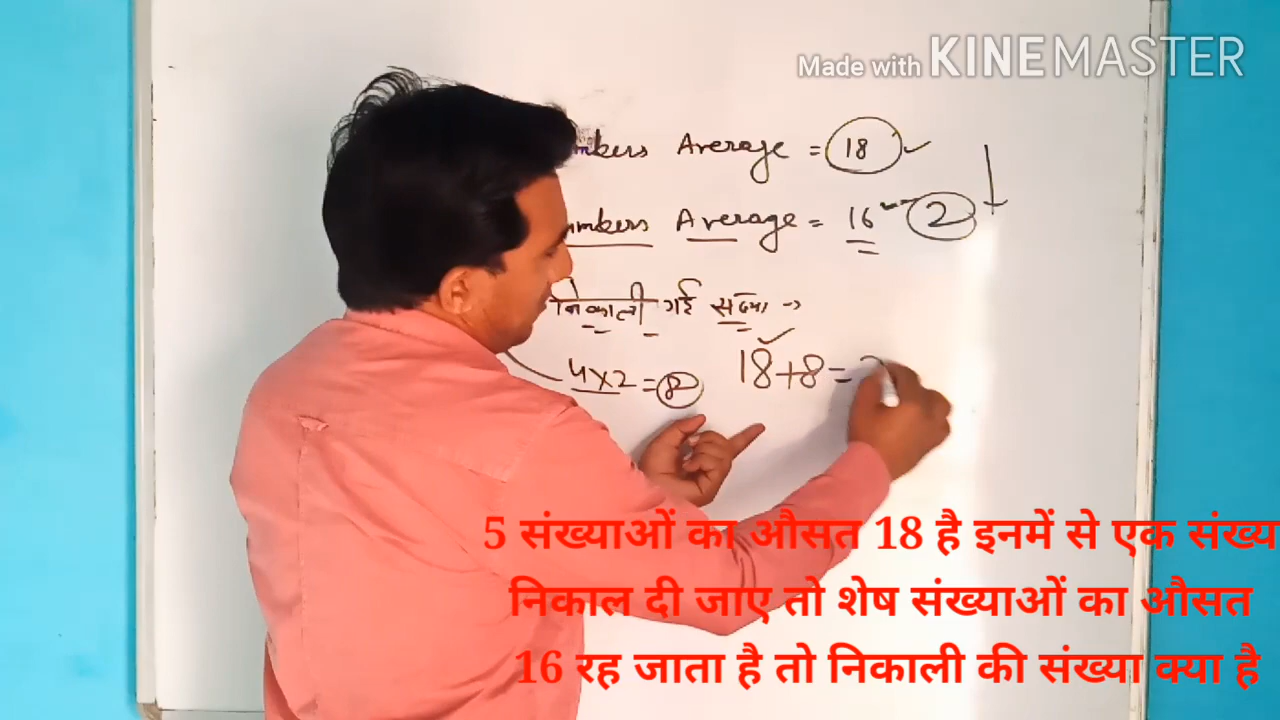 Made with KINEMASTER
Average = 18
Numbers Average = 16 2
निकाली गई संख्या →
4x2 = 8 18+8=
5 संख्याओं का औसत 18 है इनमें से एक संख्य
निकाल दी जाए तो शेष संख्याओं का औसत
16 रह जाता है तो निकाली की संख्या क्या है